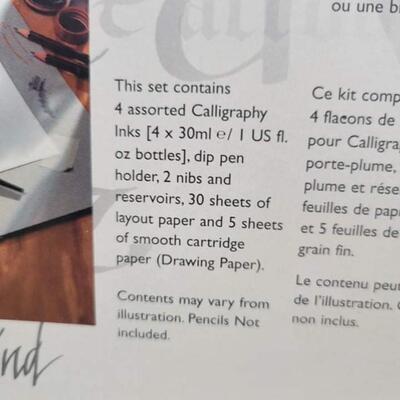 ou une b
This set contains
4 assorted Calligraphy
Inks [4 x 30ml ℮/ 1 US fl.
oz bottles], dip pen
holder, 2 nibs and
reservoirs, 30 sheets of
layout paper and 5 sheets
of smooth cartridge
paper (Drawing Paper).
Contents may vary from
illustration. Pencils Not
included.
Ce kit comp
4 flacons de
pour Calligra
porte-plume,
plume et rése
feuilles de pap
et 5 feuilles de
grain fin.
Le contenu peut
de l'illustration.
non inclus.